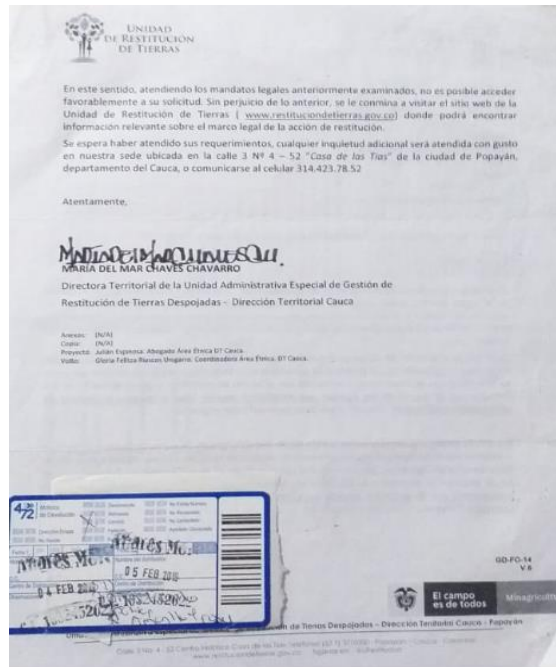 UNIDAD
DE RESTITUCIÓN
DE TIERRAS
En este sentido, atendiendo los mandatos legales anteriormente examinados, no es posible acceder
favorablemente a su solicitud. Sin perjuicio de lo anterior, se le conmina a visitar el sitio web de la
Unidad de Restitución de Tierras ( www.restituciondetierras.gov.co) donde podrá encontrar
información relevante sobre el marco legal de la acción de restitución.
Se espera haber atendido sus requerimientos, cualquier inquietud adicional será atendida con gusto
en nuestra sede ubicada en la calle 3 Nº 4 – 52 "Casa de las Tías" de la ciudad de Popayán,
departamento del Cauca, o comunicarse al celular 314.423.78.52
Atentamente,
MARÍA DEL MAR CHAVES CHAVARRO
Directora Territorial de la Unidad Administrativa Especial de Gestión de
Restitución de Tierras Despojadas - Dirección Territorial Cauca
Anexos: [N/A]
Copia: [N/A]
Proyectó: Julián Espinosa. Abogado Área Étnica DT Cauca.
Vobo: Gloria Coordinadora Área Étnica. DT Cauca.
GD-FO-14
V.6
472 Motivos
de Devolución
04 FEB
05 FEB
El campo
es de todos
Minagricultu
de Tierras Despojadas - Dirección Territorial Cauca - Popayán